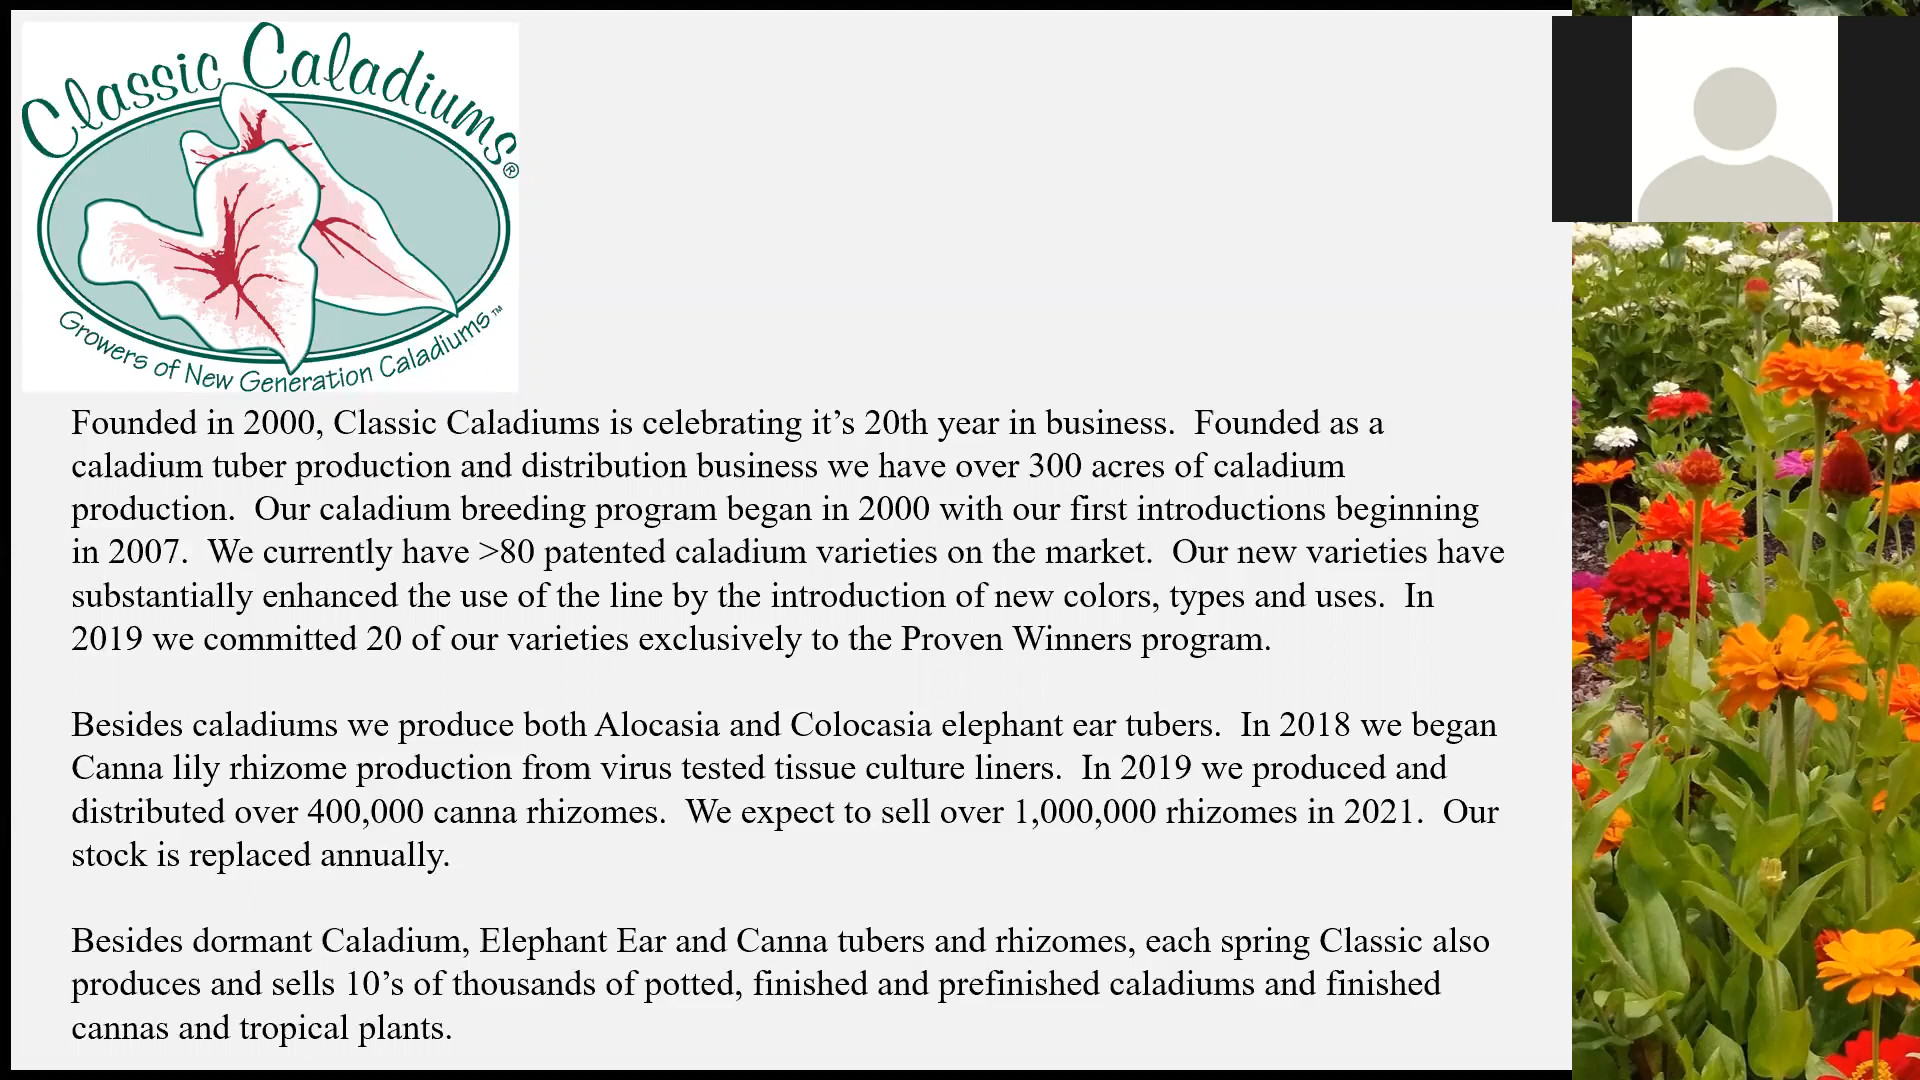 Classic Caladiums®
Growers of New Generation Caladiums™
Founded in 2000, Classic Caladiums is celebrating it’s 20th year in business.  Founded as a
caladium tuber production and distribution business we have over 300 acres of caladium
production.  Our caladium breeding program began in 2000 with our first introductions beginning
in 2007.  We currently have >80 patented caladium varieties on the market.  Our new varieties have
substantially enhanced the use of the line by the introduction of new colors, types and uses.  In
2019 we committed 20 of our varieties exclusively to the Proven Winners program.
Besides caladiums we produce both Alocasia and Colocasia elephant ear tubers.  In 2018 we began
Canna lily rhizome production from virus tested tissue culture liners.  In 2019 we produced and
distributed over 400,000 canna rhizomes.  We expect to sell over 1,000,000 rhizomes in 2021.  Our
stock is replaced annually.
Besides dormant Caladium, Elephant Ear and Canna tubers and rhizomes, each spring Classic also
produces and sells 10’s of thousands of potted, finished and prefinished caladiums and finished
cannas and tropical plants.